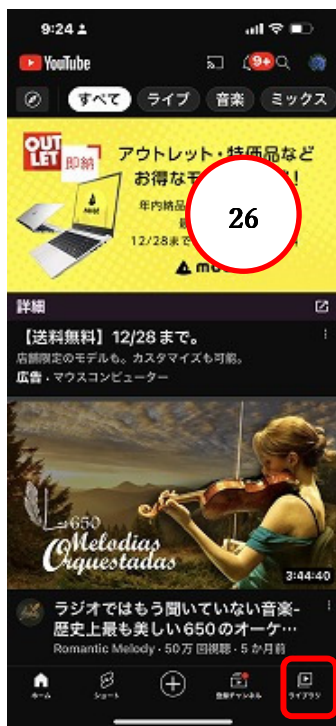 9:24
YouTube
9+
すべて
ライブ
音楽
ミックス
OUT
LET
即納
アウトレット・特価品など
お得なモ
年内納品
12/28まで
26
詳細
【送料無料】12/28 まで。
店舗限定のモデルも。カスタマイズも可能。
広告・マウスコンピューター
650
Melodias
Orquestadas
3:44:40
ラジオではもう聞いていない音楽-
歴史上最も美しい650のオーケ…
Romantic Melody・50万 回視聴・5 か月前
ホーム
ショート
登録チャンネル
ライブラリ